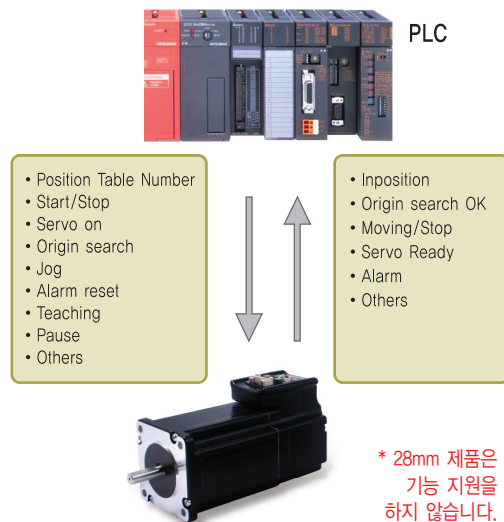 PLC
• Position Table Number
• Start/Stop
• Servo on
• Origin search
• Jog
• Alarm reset
• Teaching
• Pause
• Others
• Inposition
• Origin search OK
• Moving/Stop
• Servo Ready
• Alarm
• Others
* 28mm 제품은
기능 지원을
하지 않습니다.